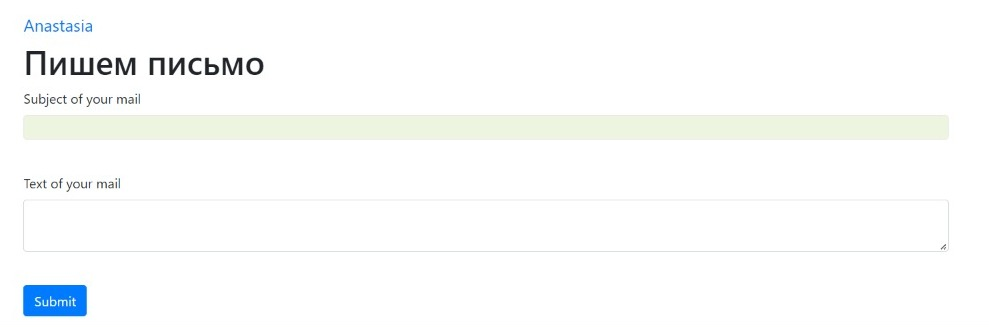 Anastasia
Пишем письмо
Subject of your mail
Text of your mail
Submit